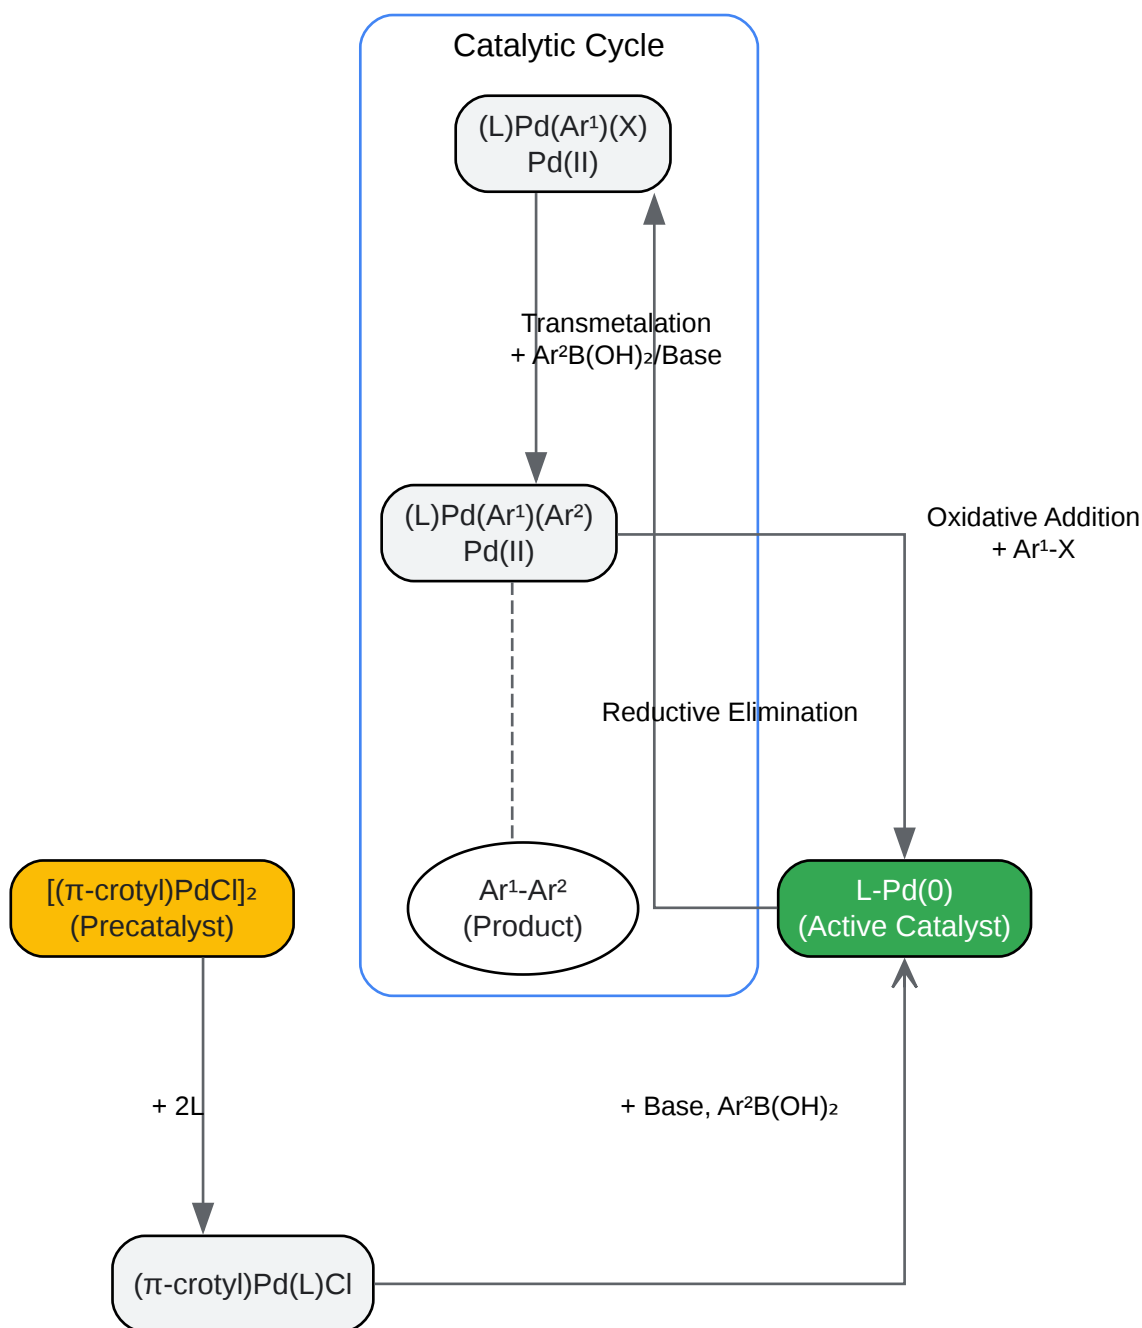 Catalytic Cycle
(L)Pd(Ar¹)(X)
Pd(II)
Transmetalation
+ Ar²B(OH)₂/Base
(L)Pd(Ar¹)(Ar²)
Pd(II)
Oxidative Addition
+ Ar¹-X
Reductive Elimination
[(π-crotyl)PdCl]₂
(Precatalyst)
Ar¹-Ar²
(Product)
L-Pd(0)
(Active Catalyst)
+ 2L
+ Base, Ar²B(OH)₂
(π-crotyl)Pd(L)Cl